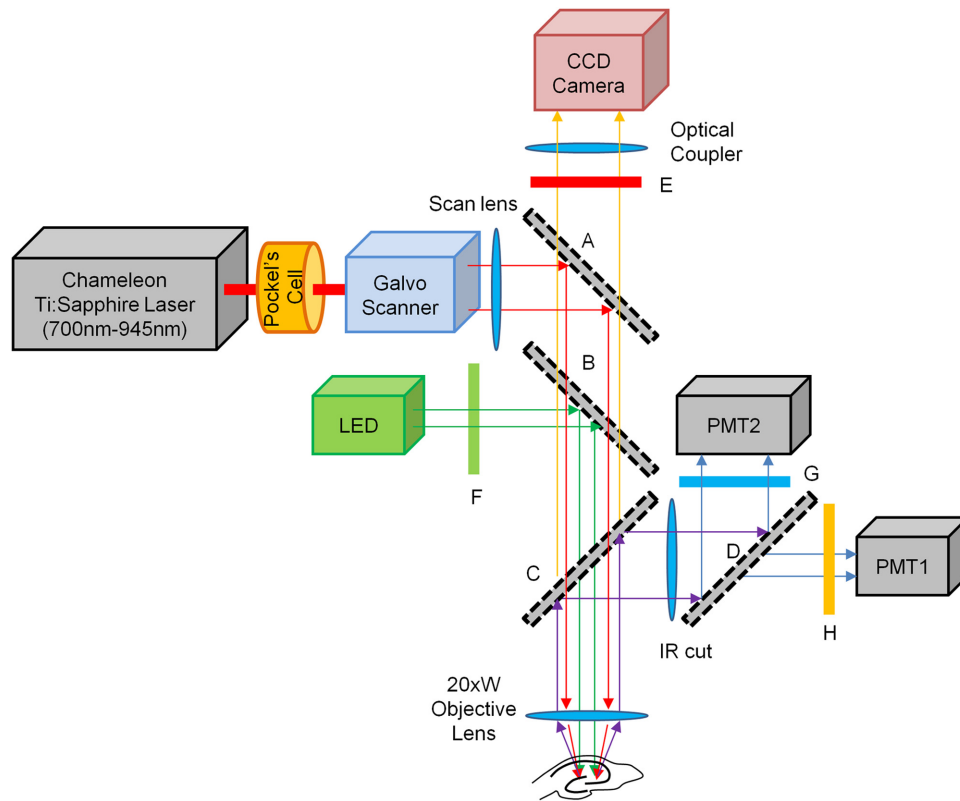 CCD
Camera
Optical
Coupler
E
Scan lens
A
Chameleon
Ti:Sapphire Laser
(700nm-945nm)
Pockel's
Cell
Galvo
Scanner
B
LED
F
PMT2
G
C
D
PMT1
H
IR cut
20xW
Objective
Lens